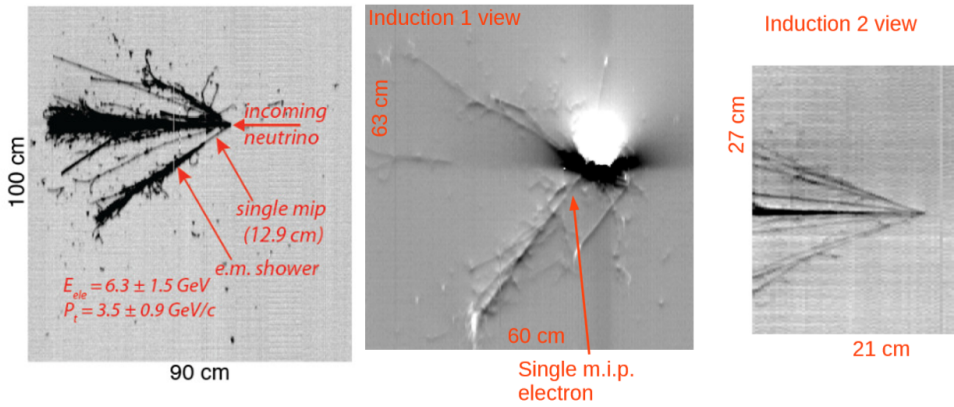 100 cm
incoming
neutrino
single mip
(12.9 cm)
e.m. shower
E_ele = 6.3 ± 1.5 GeV
P_t = 3.5 ± 0.9 GeV/c
90 cm
Induction 1 view
63 cm
60 cm
Single m.i.p.
electron
Induction 2 view
27 cm
21 cm